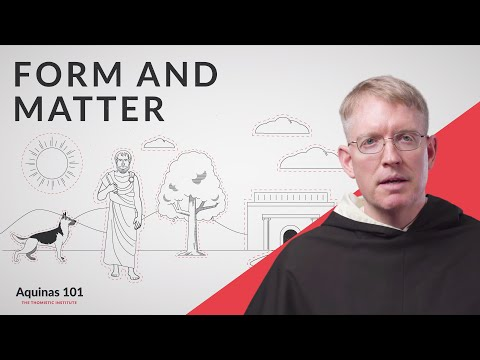 FORM AND
MATTER
Aquinas 101
THE THOMISTIC INSTITUTE